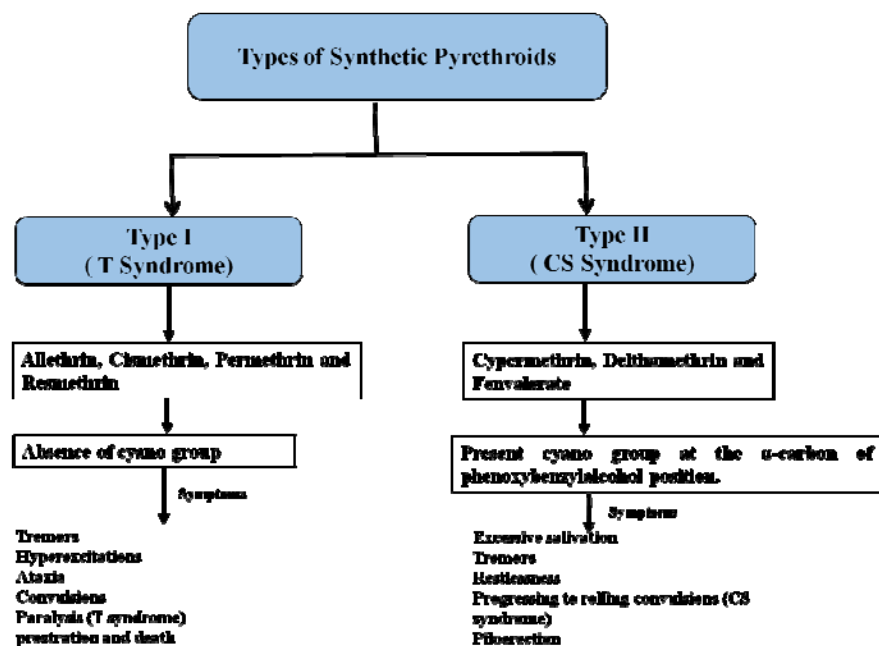 Types of Synthetic Pyrethroids
Type I
( T Syndrome)
Type II
( CS Syndrome)
Allethrin, Cismethrin, Permethrin and
Resmethrin
Cypermethrin, Delthamethrin and
Fenvalerate
Absence of cyano group
Present cyano group at the α-carbon of
phenoxybenzylalcohol position.
Symptoms
Symptoms
Tremors
Hyperexcitations
Ataxia
Convulsions
Paralysis (T syndrome)
prostration and death
Excessive salivation
Tremors
Restlessness
Progressing to rolling convulsions (CS
syndrome)
Piloerection